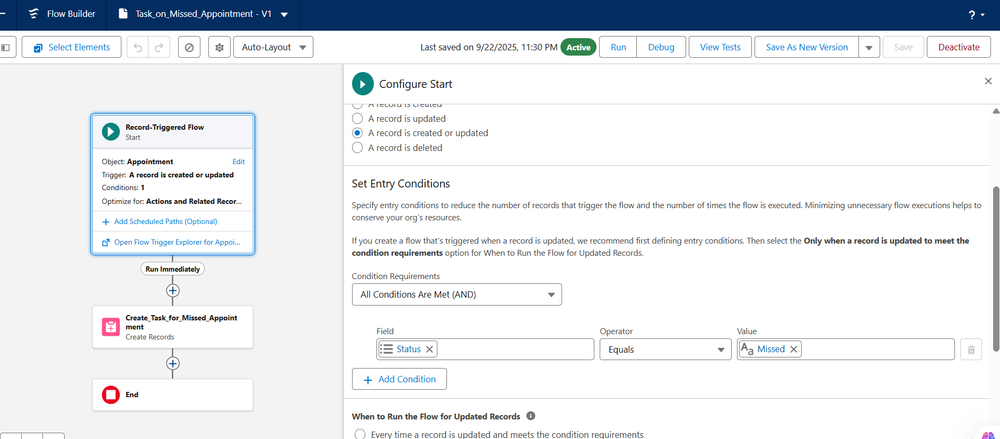 Flow Builder
Task_on_Missed_Appointment - V1
?
Select Elements
Auto-Layout
Last saved on 9/22/2025, 11:30 PM
Active
Run
Debug
View Tests
Save As New Version
Save
Deactivate
Record-Triggered Flow
Start
Object: Appointment
Edit
Trigger: A record is created or updated
Conditions: 1
Optimize for: Actions and Related Recor...
Add Scheduled Paths (Optional)
Open Flow Trigger Explorer for Appoi...
Run Immediately
Create_Task_for_Missed_Appoint
ment
Create Records
End
Configure Start
A record is created
A record is updated
A record is created or updated
A record is deleted
Set Entry Conditions
Specify entry conditions to reduce the number of records that trigger the flow and the number of times the flow is executed. Minimizing unnecessary flow executions helps to
conserve your org’s resources.
If you create a flow that's triggered when a record is updated, we recommend first defining entry conditions. Then select the Only when a record is updated to meet the
condition requirements option for When to Run the Flow for Updated Records.
Condition Requirements
All Conditions Are Met (AND)
Field
Operator
Value
Status
Equals
Aa Missed
Add Condition
When to Run the Flow for Updated Records
Every time a record is updated and meets the condition requirements